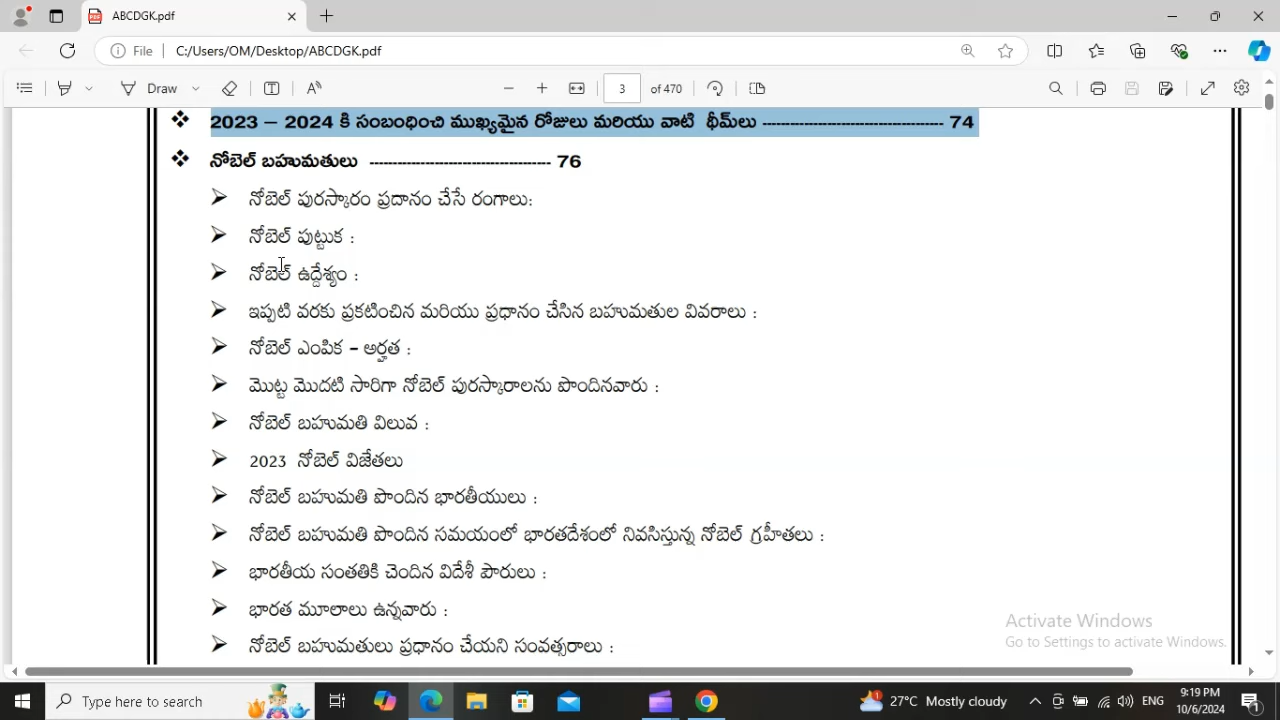 ABCDGK.pdf
File C:/Users/OM/Desktop/ABCDGK.pdf
Draw 3 of 470
❖ 2023 – 2024 కి సంబంధించి ముఖ్యమైన రోజులు మరియు వాటి థీమ్‌లు ------------------------------------- 74
❖ నోబెల్ బహుమతులు ------------------------------------- 76
➢ నోబెల్ పురస్కారం ప్రదానం చేసే రంగాలు:
➢ నోబెల్ పుట్టుక :
➢ నోబెల్ ఉద్దేశ్యం :
➢ ఇప్పటి వరకు ప్రకటించిన మరియు ప్రధానం చేసిన బహుమతుల వివరాలు :
➢ నోబెల్ ఎంపిక – అర్హత :
➢ మొట్ట మొదటి సారిగా నోబెల్ పురస్కారాలను పొందినవారు :
➢ నోబెల్ బహుమతి విలువ :
➢ 2023 నోబెల్ విజేతలు
➢ నోబెల్ బహుమతి పొందిన భారతీయులు :
➢ నోబెల్ బహుమతి పొందిన సమయంలో భారతదేశంలో నివసిస్తున్న నోబెల్ గ్రహీతలు :
➢ భారతీయ సంతతికి చెందిన విదేశీ పౌరులు :
➢ భారత మూలాలు ఉన్నవారు :
➢ నోబెల్ బహుమతులు ప్రధానం చేయని సంవత్సరాలు :
Activate Windows
Go to Settings to activate Windows.
Type here to search
27°C Mostly cloudy
ENG
9:19 PM
10/6/2024
1